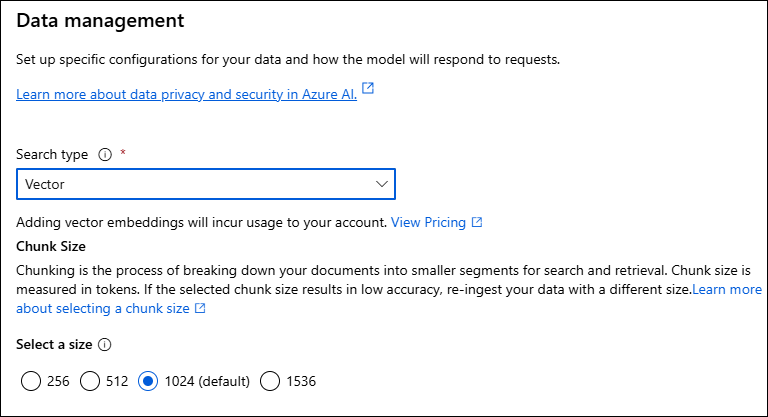 Data management
Set up specific configurations for your data and how the model will respond to requests.
Learn more about data privacy and security in Azure AI.
Search type *
Vector
Adding vector embeddings will incur usage to your account. View Pricing
Chunk Size
Chunking is the process of breaking down your documents into smaller segments for search and retrieval. Chunk size is
measured in tokens. If the selected chunk size results in low accuracy, re-ingest your data with a different size.Learn more
about selecting a chunk size
Select a size
256 512 1024 (default) 1536